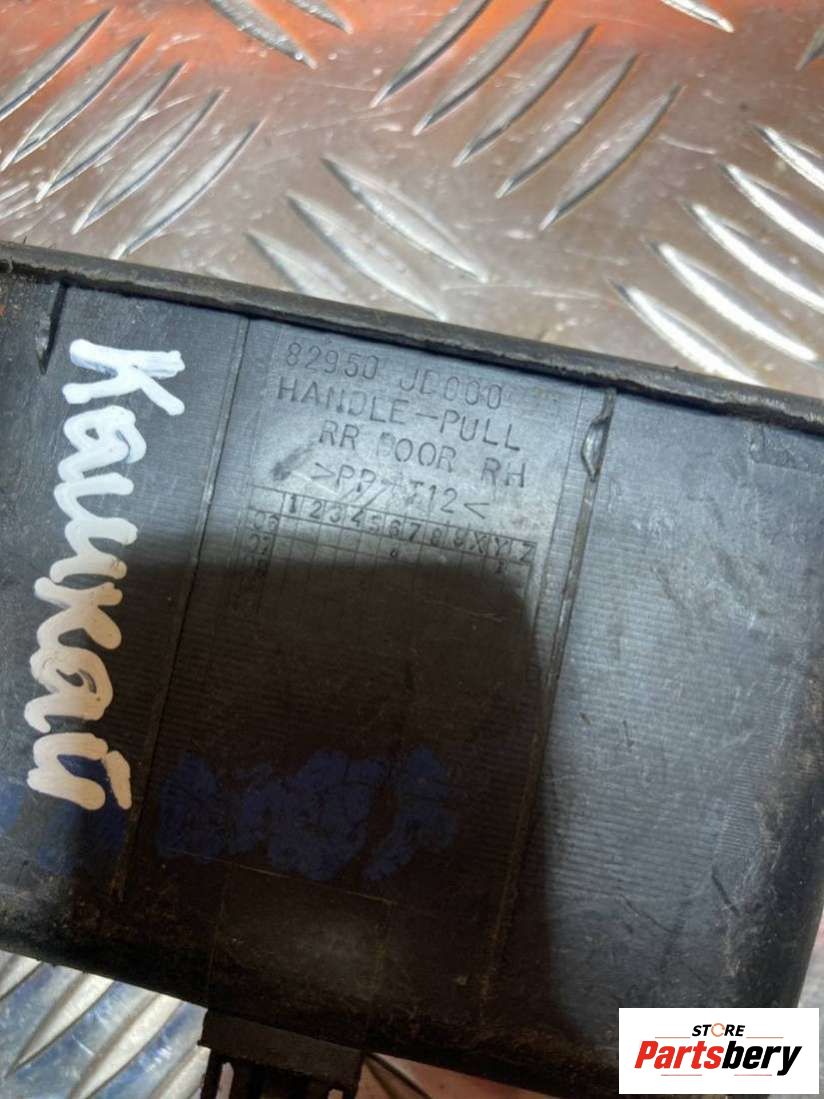 82950 JD000
HANDLE-PULL
RR DOOR RH
>PP-T12<
1 2 3 4 5 6 7 8 9 X Y Z
06
Кашкай
STORE
Partsbery